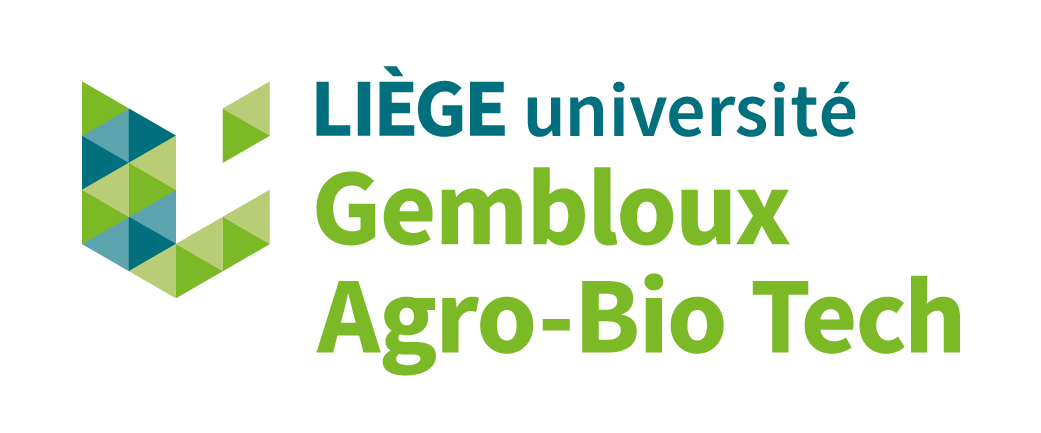 LIÈGE université
Gembloux
Agro-Bio Tech